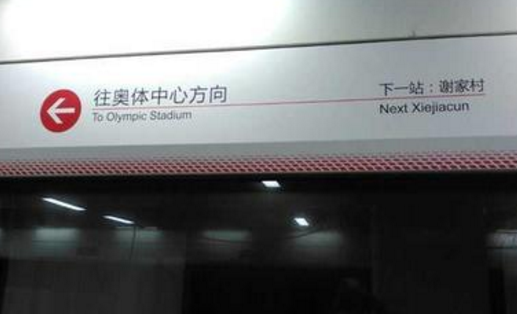 往奥体中心方向
To Olympic Stadium
下一站：谢家村
Next Xiejiacun